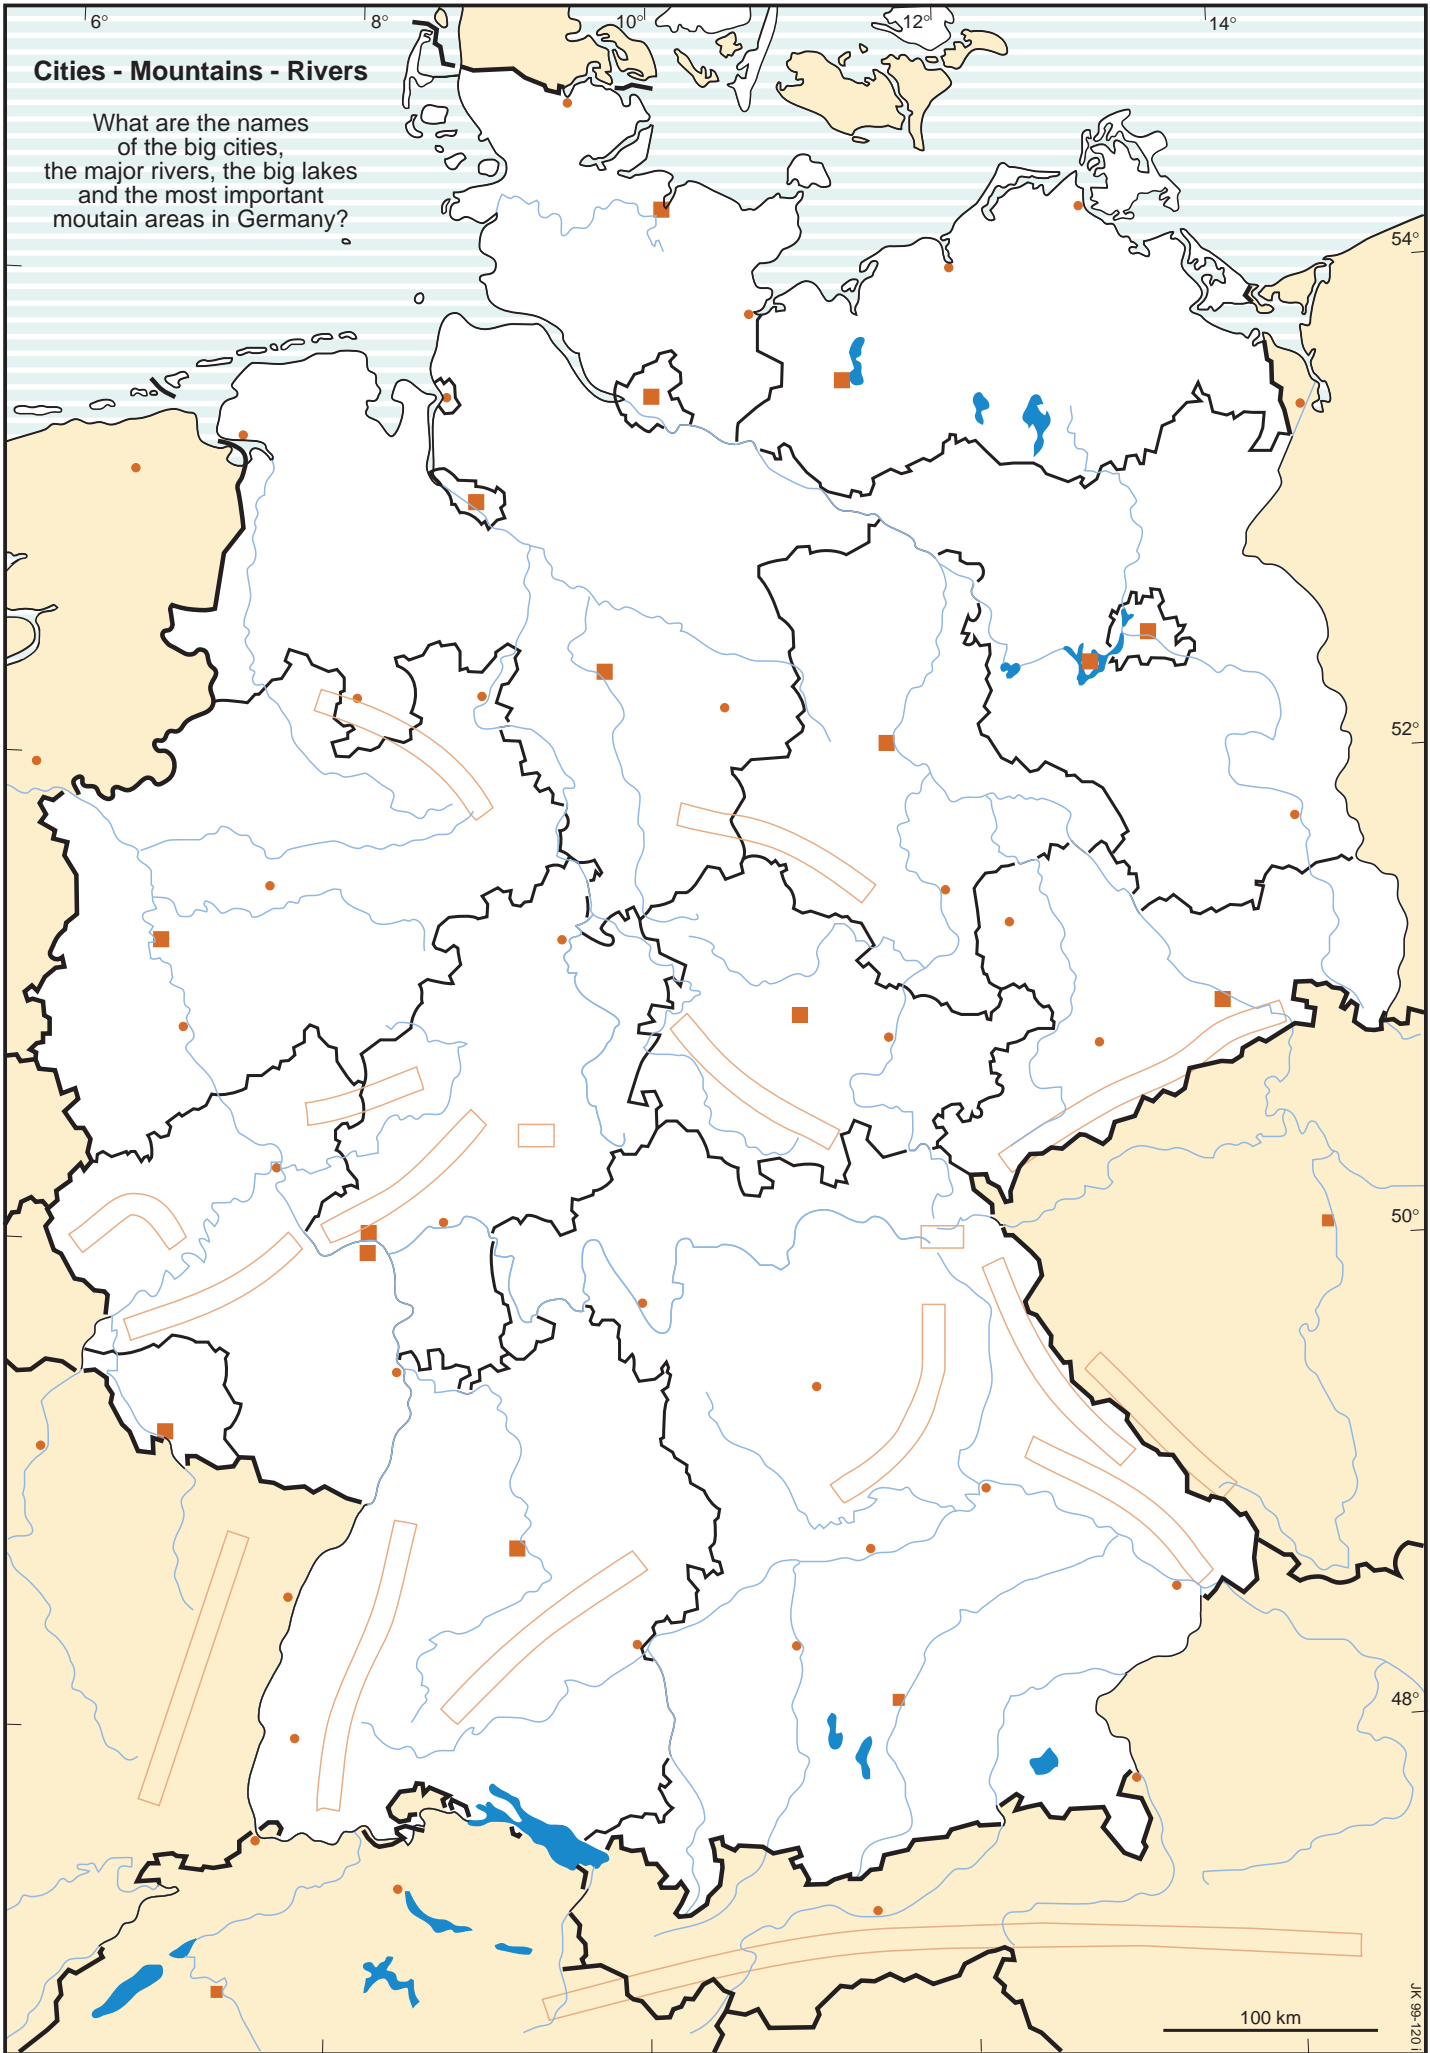 6°
8°
10°
12°
14°
Cities - Mountains - Rivers
What are the names
of the big cities,
the major rivers, the big lakes
and the most important
moutain areas in Germany?
54°
52°
50°
48°
100 km
JK 99-120 i